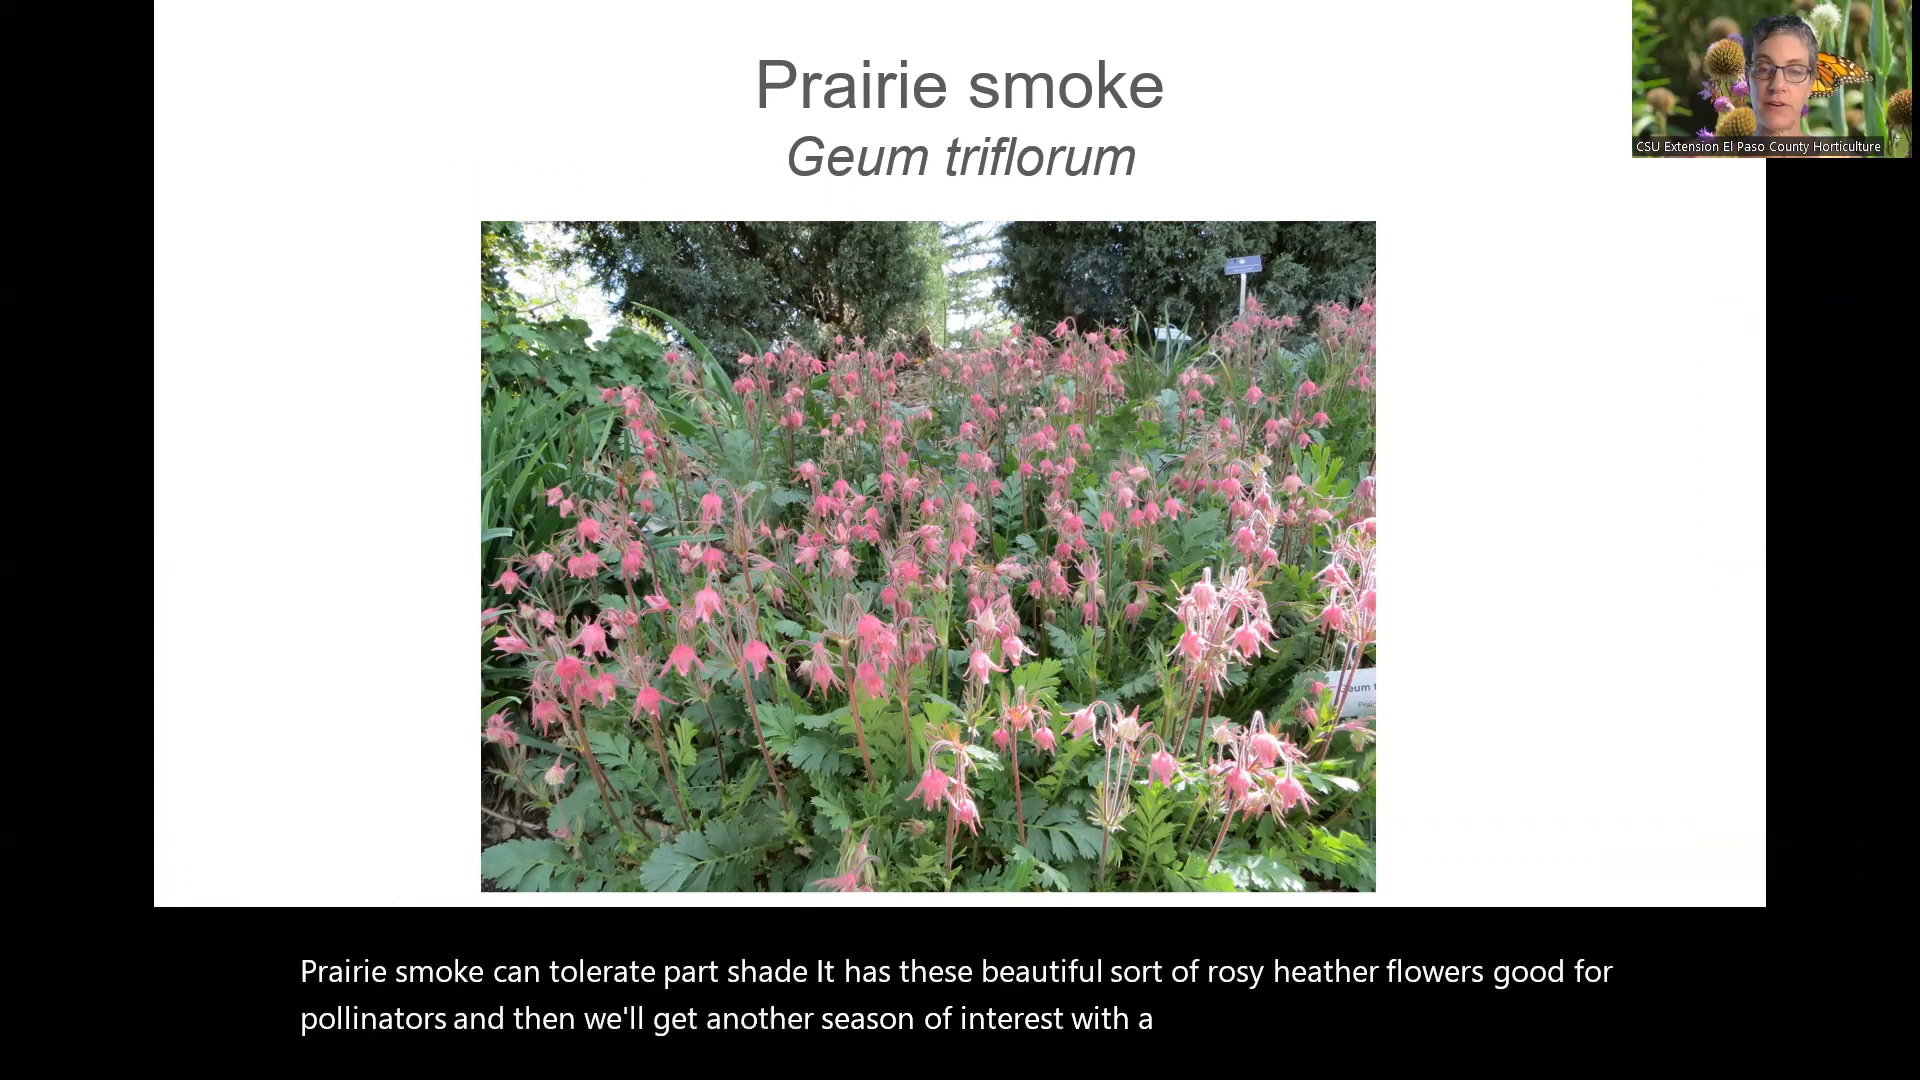 Prairie smoke
Geum triflorum
CSU Extension El Paso County Horticulture
Prairie smoke can tolerate part shade It has these beautiful sort of rosy heather flowers good for
pollinators and then we'll get another season of interest with a